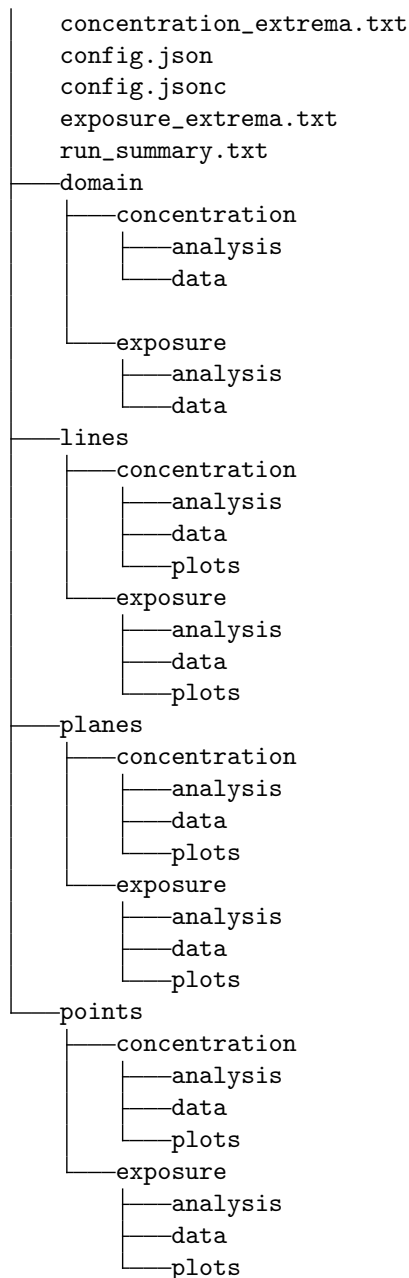 concentration_extrema.txt
config.json
config.jsonc
exposure_extrema.txt
run_summary.txt
domain
concentration
analysis
data
exposure
analysis
data
lines
concentration
analysis
data
plots
exposure
analysis
data
plots
planes
concentration
analysis
data
plots
exposure
analysis
data
plots
points
concentration
analysis
data
plots
exposure
analysis
data
plots